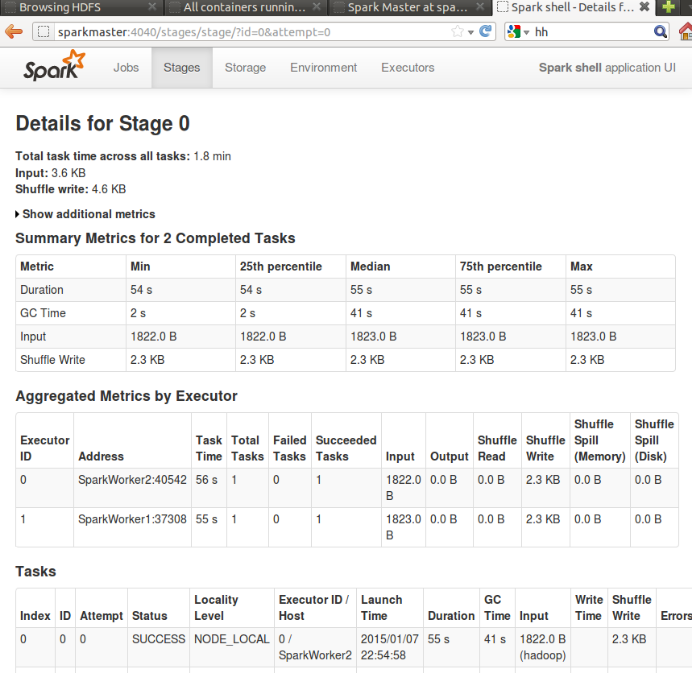 Browsing HDFS All containers runnin... Spark Master at spa... Spark shell - Details f...
sparkmaster:4040/stages/stage/?id=0&attempt=0 hh
Spark Jobs Stages Storage Environment Executors Spark shell application UI
Details for Stage 0
Total task time across all tasks: 1.8 min
Input: 3.6 KB
Shuffle write: 4.6 KB
Show additional metrics
Summary Metrics for 2 Completed Tasks
Metric Min 25th percentile Median 75th percentile Max
Duration 54 s 54 s 55 s 55 s 55 s
GC Time 2 s 2 s 41 s 41 s 41 s
Input 1822.0 B 1822.0 B 1823.0 B 1823.0 B 1823.0 B
Shuffle Write 2.3 KB 2.3 KB 2.3 KB 2.3 KB 2.3 KB
Aggregated Metrics by Executor
Executor ID Address Task Time Total Tasks Failed Tasks Succeeded Tasks Input Output Shuffle Read Shuffle Write Shuffle Spill (Memory) Shuffle Spill (Disk)
0 SparkWorker2:40542 56 s 1 0 1 1822.0 B 0.0 B 0.0 B 2.3 KB 0.0 B 0.0 B
1 SparkWorker1:37308 55 s 1 0 1 1823.0 B 0.0 B 0.0 B 2.3 KB 0.0 B 0.0 B
Tasks
Index ID Attempt Status Locality Level Executor ID / Host Launch Time Duration GC Time Input Write Time Shuffle Write Errors
0 0 0 SUCCESS NODE_LOCAL 0 / SparkWorker2 2015/01/07 22:54:58 55 s 41 s 1822.0 B (hadoop) 2.3 KB